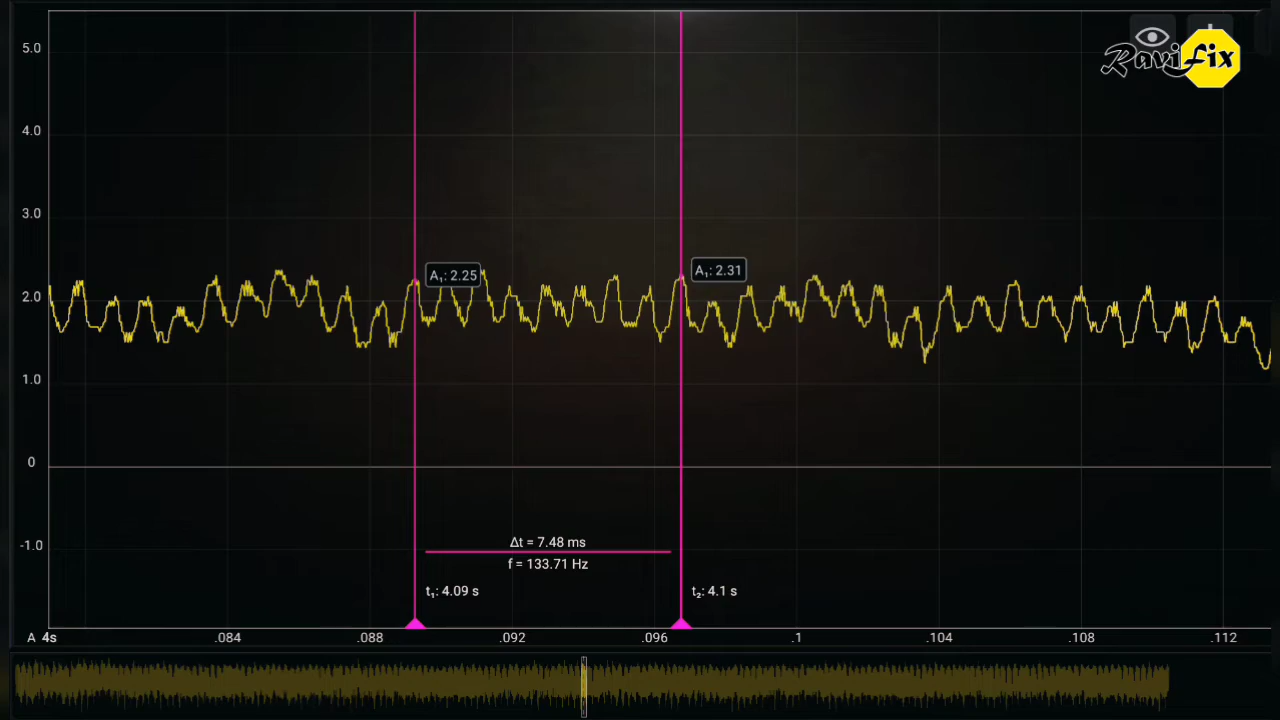 RaviFix
5.0
4.0
3.0
2.0
1.0
0
-1.0
A₁: 2.25
A₁: 2.31
Δt = 7.48 ms
f = 133.71 Hz
t₁: 4.09 s
t₂: 4.1 s
A 4s .084 .088 .092 .096 .1 .104 .108 .112